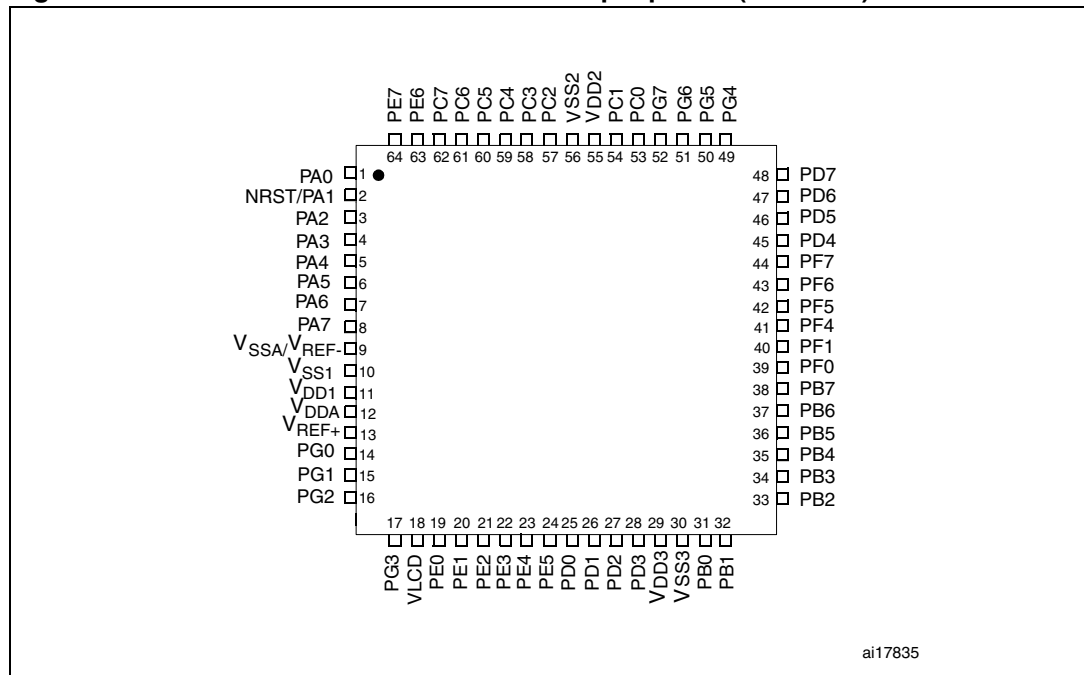 PE7 PE6 PC7 PC6 PC5 PC4 PC3 PC2 VSS2 VDD2 PC1 PC0 PG7 PG6 PG5 PG4
64 63 62 61 60 59 58 57 56 55 54 53 52 51 50 49
PA0 1
NRST/PA1 2
PA2 3
PA3 4
PA4 5
PA5 6
PA6 7
PA7 8
VSSA/VREF- 9
VSS1 10
VDD1 11
VDDA 12
VREF+ 13
PG0 14
PG1 15
PG2 16
48 PD7
47 PD6
46 PD5
45 PD4
44 PF7
43 PF6
42 PF5
41 PF4
40 PF1
39 PF0
38 PB7
37 PB6
36 PB5
35 PB4
34 PB3
33 PB2
17 18 19 20 21 22 23 24 25 26 27 28 29 30 31 32
PG3 VLCD PE0 PE1 PE2 PE3 PE4 PE5 PD0 PD1 PD2 PD3 VDD3 VSS3 PB0 PB1
ai17835